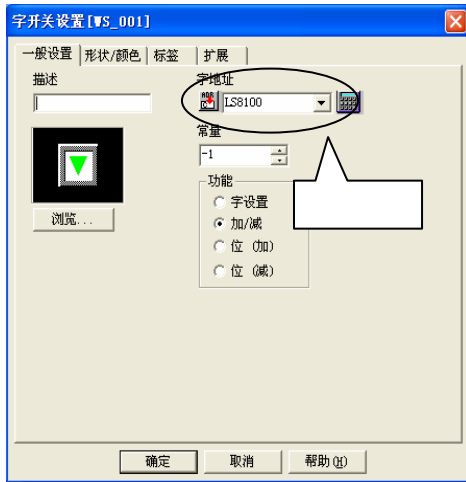 字开关设置[WS_001]
一般设置 形状/颜色 标签 扩展
描述
字地址
LS8100
常量
-1
浏览...
功能
字设置
加/减
位 (加)
位 (减)
确定 取消 帮助(H)